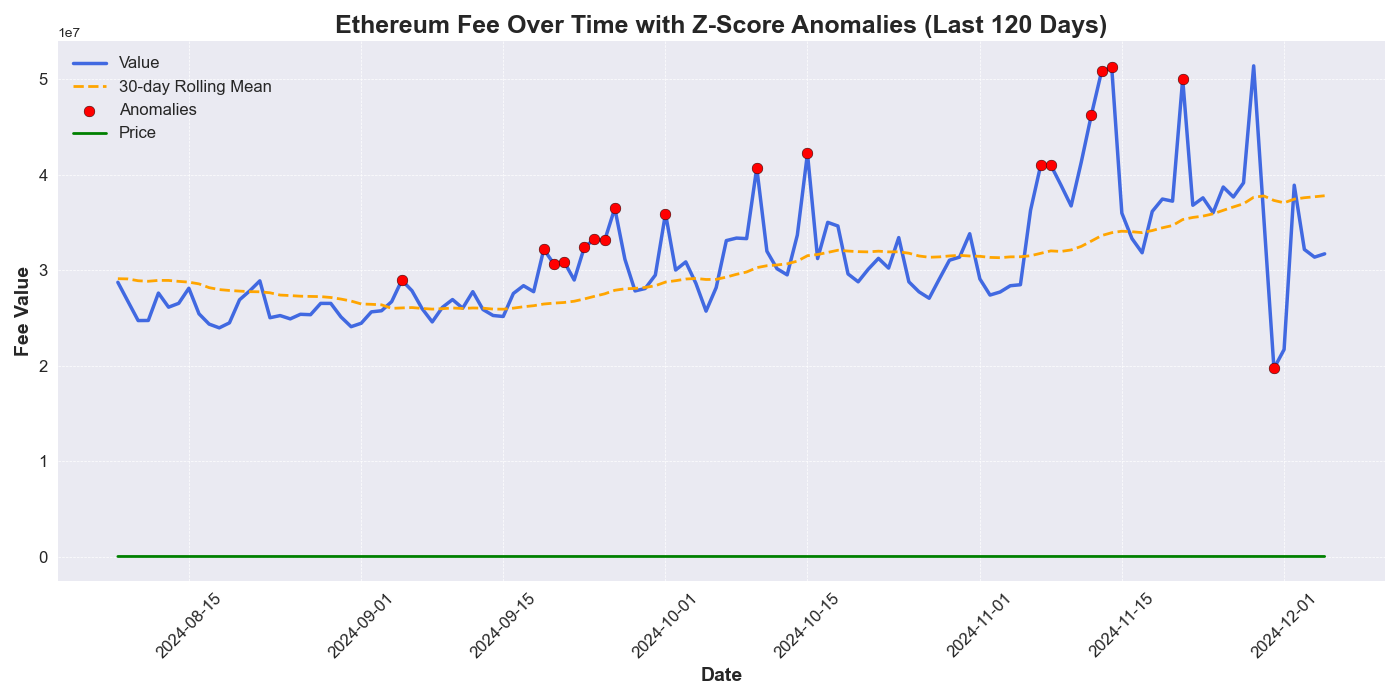 Ethereum Fee Over Time with Z-Score Anomalies (Last 120 Days)
1e7
Value
30-day Rolling Mean
Anomalies
Price
5
4
3
2
1
0
Fee Value
2024-08-15
2024-09-01
2024-09-15
2024-10-01
2024-10-15
2024-11-01
2024-11-15
2024-12-01
Date